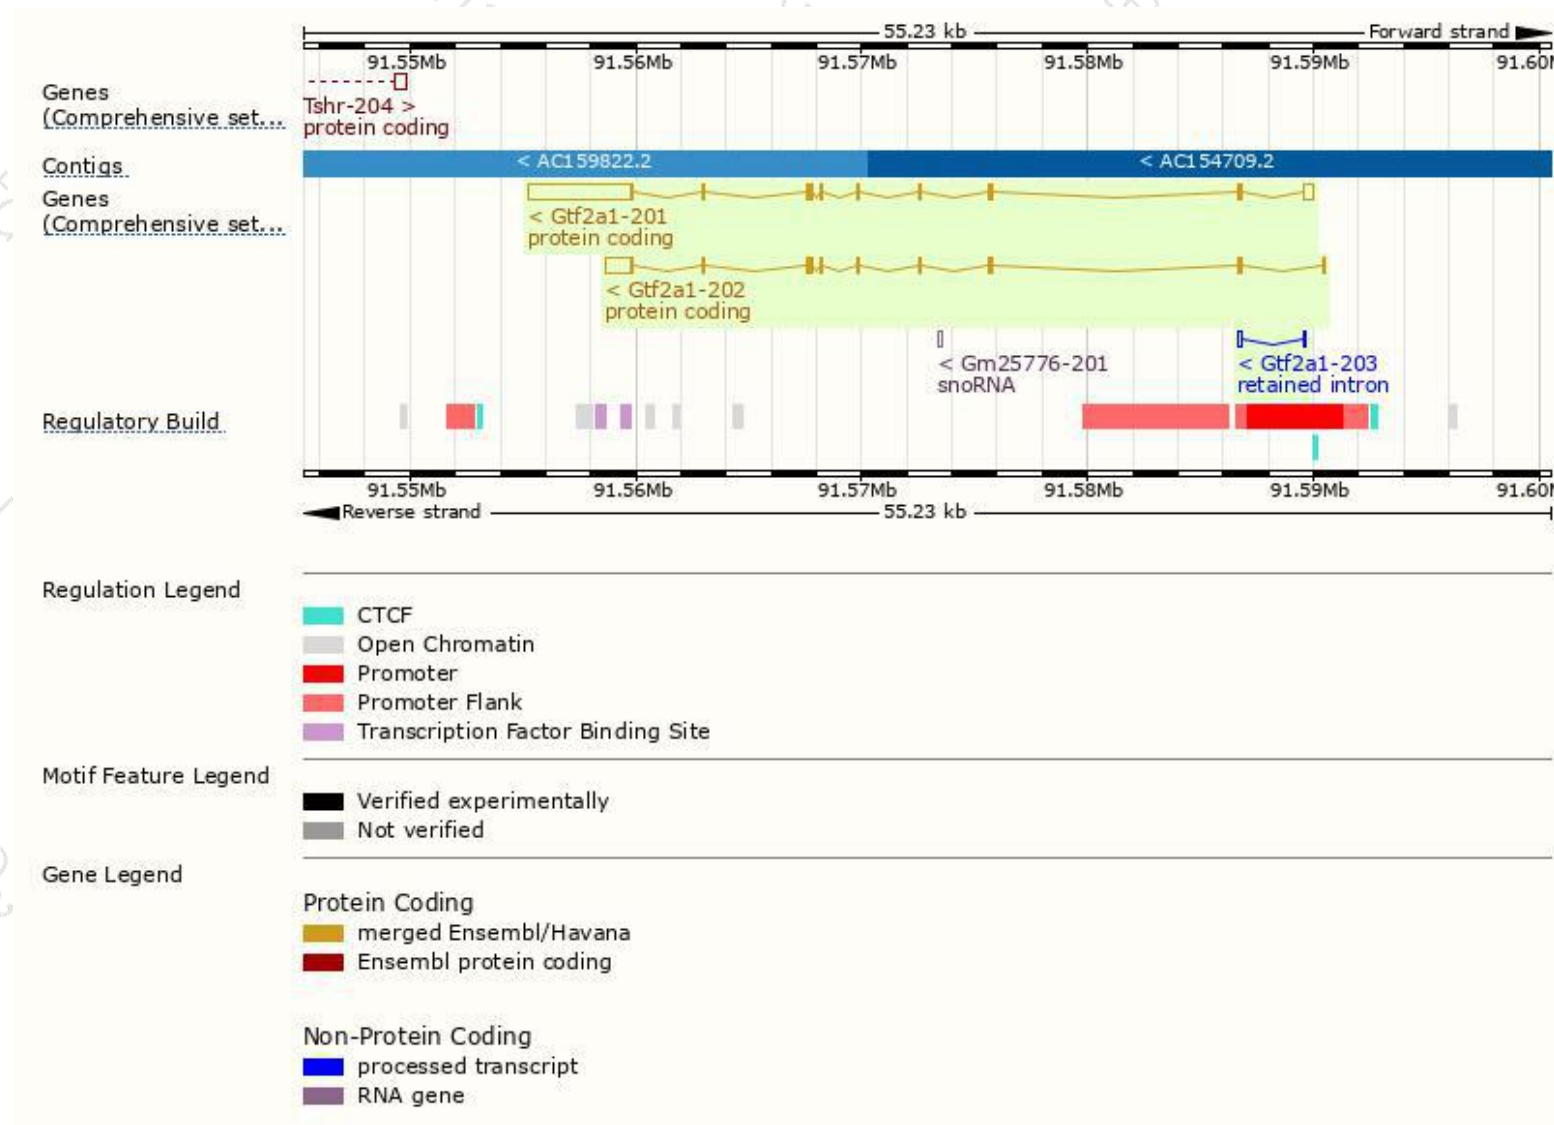 55.23 kb
Forward strand
91.55Mb 91.56Mb 91.57Mb 91.58Mb 91.59Mb 91.60
Genes
(Comprehensive set...
Tshr-204 >
protein coding
Contigs
< AC159822.2
< AC154709.2
Genes
(Comprehensive set...
< Gtf2a1-201
protein coding
< Gtf2a1-202
protein coding
< Gm25776-201
snoRNA
< Gtf2a1-203
retained intron
Regulatory Build
91.55Mb 91.56Mb 91.57Mb 91.58Mb 91.59Mb 91.60
Reverse strand
55.23 kb
Regulation Legend
CTCF
Open Chromatin
Promoter
Promoter Flank
Transcription Factor Binding Site
Motif Feature Legend
Verified experimentally
Not verified
Gene Legend
Protein Coding
merged Ensembl/Havana
Ensembl protein coding
Non-Protein Coding
processed transcript
RNA gene